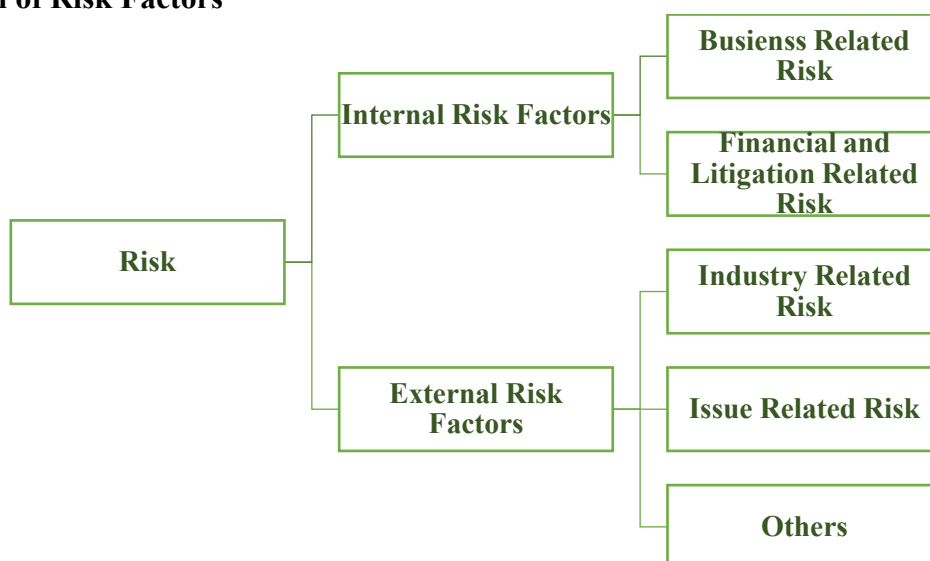 of Risk Factors
Busienss Related
Risk
Internal Risk Factors
Financial and
Litigation Related
Risk
Risk
Industry Related
Risk
External Risk
Factors
Issue Related Risk
Others